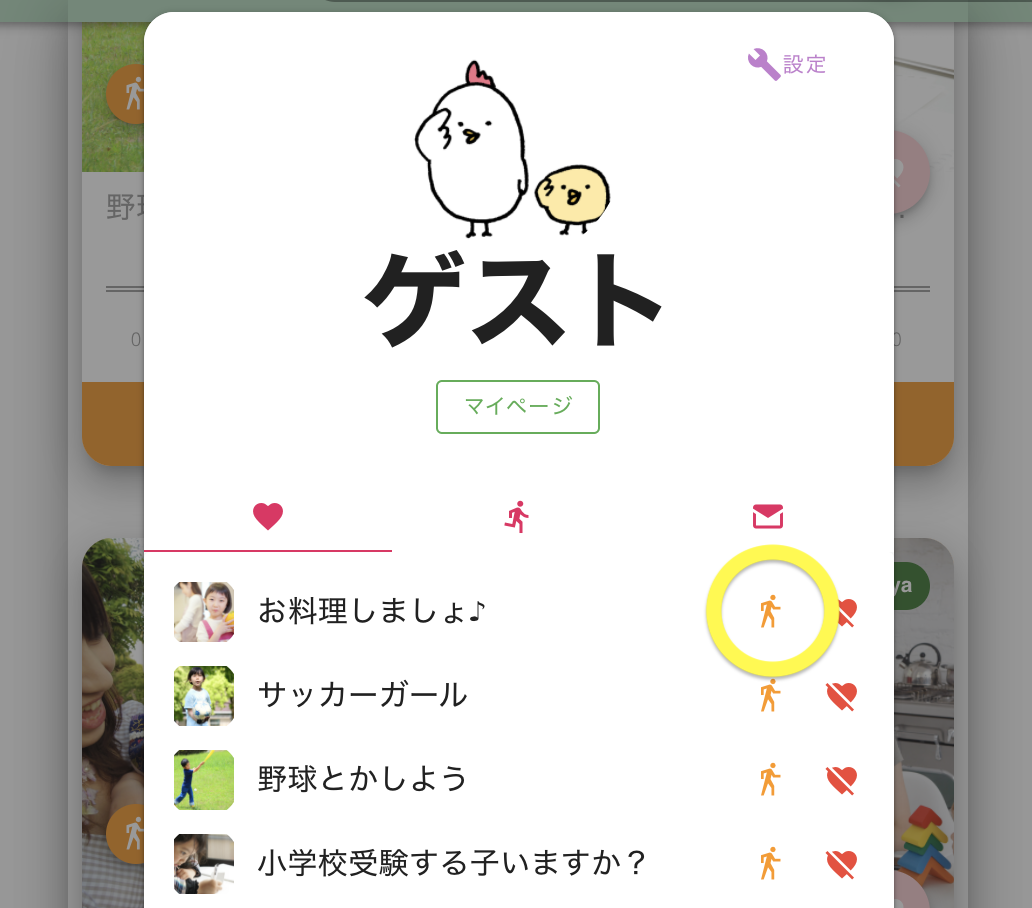 設定
ゲスト
マイページ
お料理しましょ♪
サッカーガール
野球とかしよう
小学校受験する子いますか？